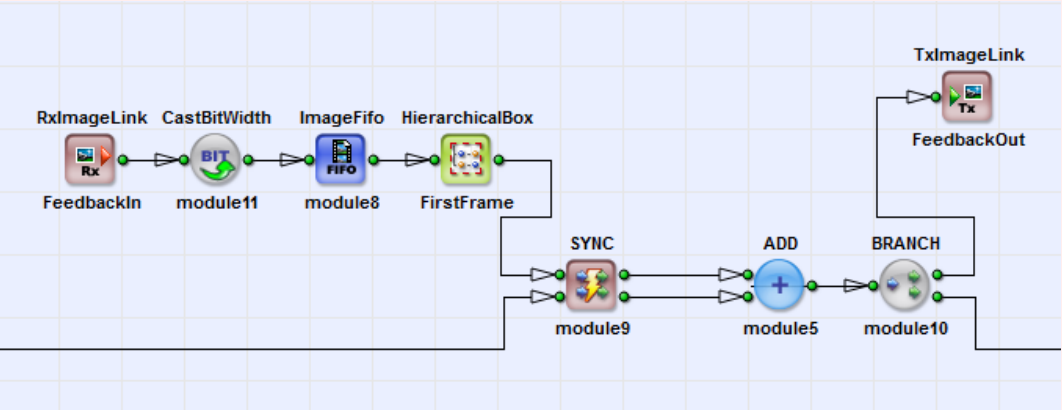 TxImageLink
Tx
FeedbackOut
RxImageLink CastBitWidth ImageFifo HierarchicalBox
Rx BIT FIFO
FeedbackIn module11 module8 FirstFrame
SYNC ADD BRANCH
+
module9 module5 module10